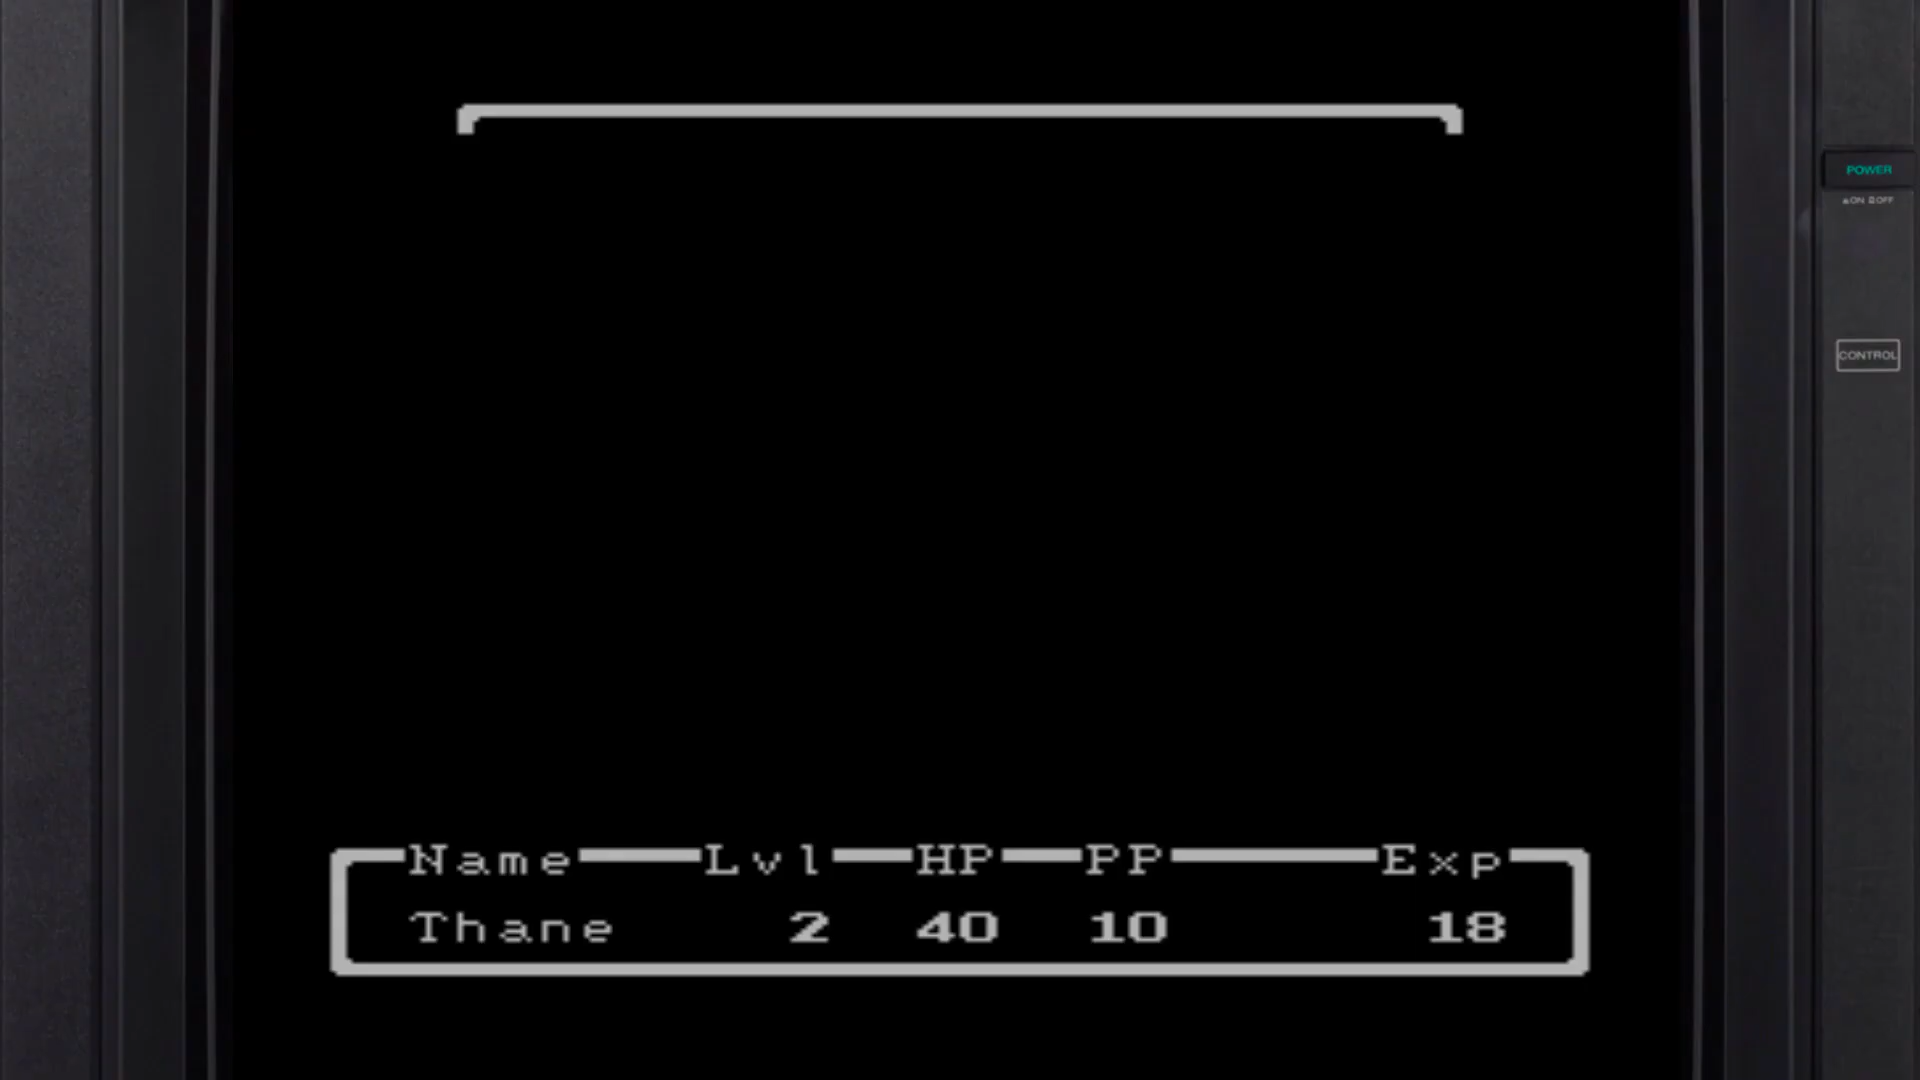 POWER
ON OFF
CONTROL
Name Lvl HP PP Exp
Thane 2 40 10 18